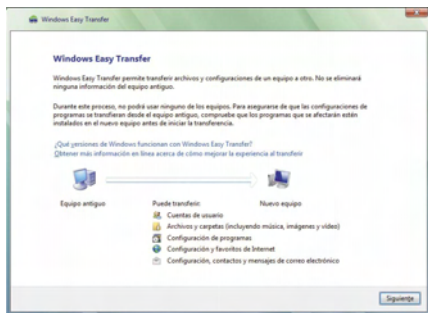 Windows Easy Transfer
Windows Easy Transfer
Windows Easy Transfer permite transferir archivos y configuraciones de un equipo a otro. No se eliminará
ninguna información del equipo antiguo.
Durante este proceso, no podrá usar ninguno de los equipos. Para asegurarse de que las configuraciones de
programas se transfieran desde el equipo antiguo, compruebe que los programas que se afectarán estén
instalados en el nuevo equipo antes de iniciar la transferencia.
¿Qué versiones de Windows funcionan con Windows Easy Transfer?
Obtener más información en línea acerca de cómo mejorar la experiencia al transferir
Equipo antiguo Puede transferir: Nuevo equipo
Cuentas de usuario
Archivos y carpetas (incluyendo música, imágenes y vídeo)
Configuración de programas
Configuración y favoritos de Internet
Configuración, contactos y mensajes de correo electrónico
Siguiente